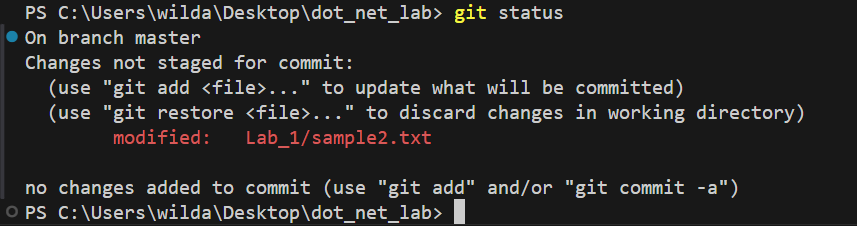 PS C:\Users\wilda\Desktop\dot_net_lab> git status
On branch master
Changes not staged for commit:
  (use "git add <file>..." to update what will be committed)
  (use "git restore <file>..." to discard changes in working directory)
        modified:   Lab_1/sample2.txt

no changes added to commit (use "git add" and/or "git commit -a")
PS C:\Users\wilda\Desktop\dot_net_lab>